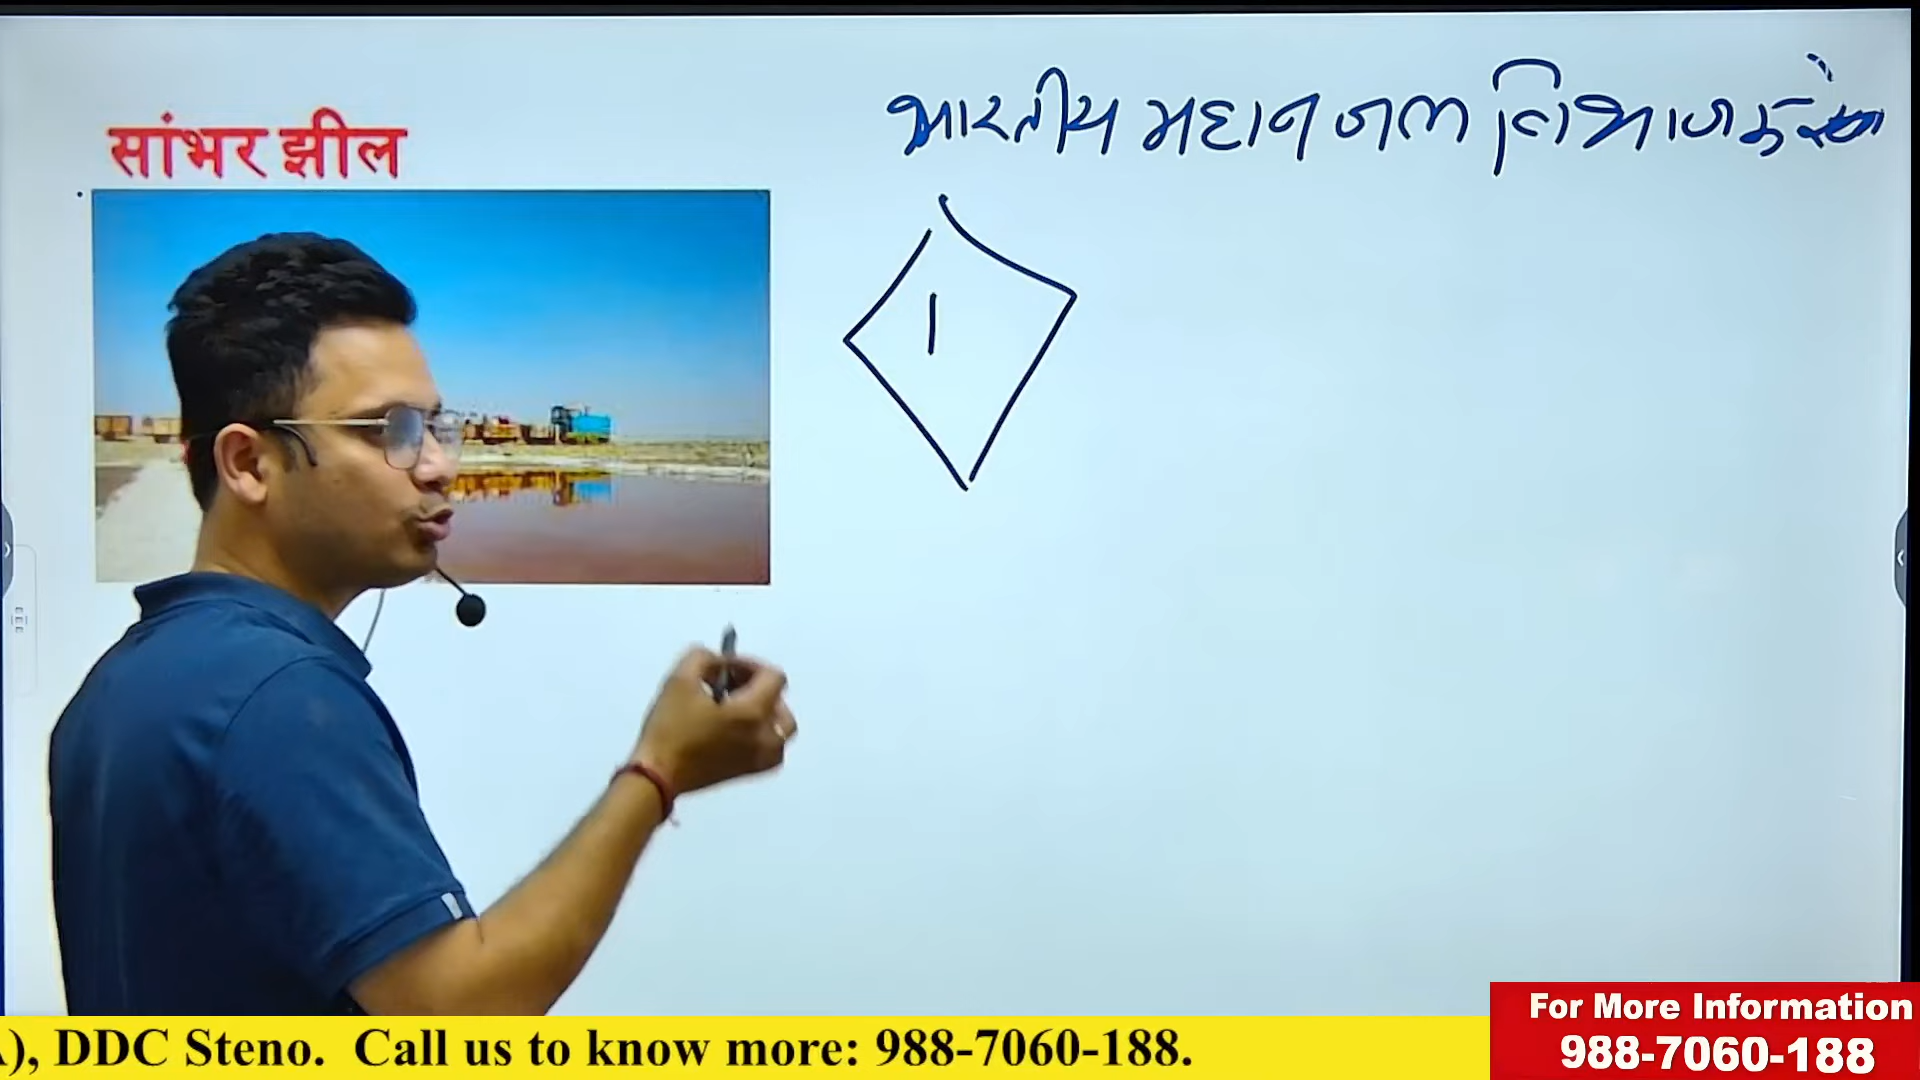 सांभर झील
भारतीय महान जल विभाजक रेखा
1
), DDC Steno. Call us to know more: 988-7060-188.
For More Information
988-7060-188